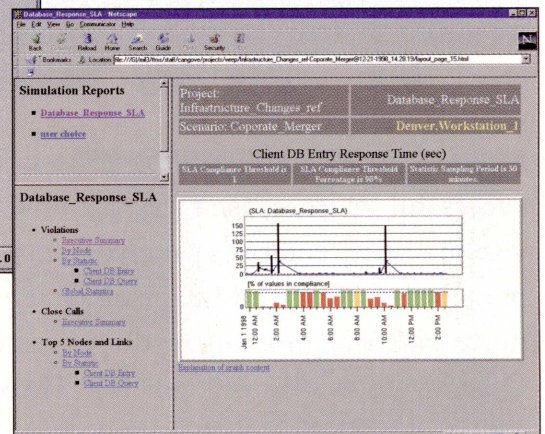 Database_Response_SLA - Netscape
File Edit View Go Communicator Help
Back Reload Home Search Guide Security
Bookmarks Location: file:///G|/mil3/ttnx/staff/cangove/projects/weep/Infrastructure_Changes_ref-Coporate_Merger@12-21-1998_14.28.19/layout_page_15.html
Simulation Reports
Database_Response_SLA
user choice
Project:
Infrastructure_Changes_ref
Database_Response_SLA
Scenario: Coporate_Merger
Denver.Workstation_1
Client DB Entry Response Time (sec)
SLA Compliance Threshold is 1
SLA Compliance Threshold Percentage is 90%
Statistic Sampling Period is 30 minutes.
Database_Response_SLA
Violations
Executive Summary
By Node
By Statistic
Client DB Entry
Client DB Query
Global Statistics
Close Calls
Executive Summary
Top 5 Nodes and Links
By Node
By Statistic
Client DB Entry
Client DB Query
(SLA: Database_Response_SLA)
150
125
100
75
50
25
0
[% of values in compliance]
0
Jan 1 1998
12:00 AM
2:00 AM
4:00 AM
6:00 AM
8:00 AM
10:00 AM
12:00 PM
2:00 PM
Explanation of graph content